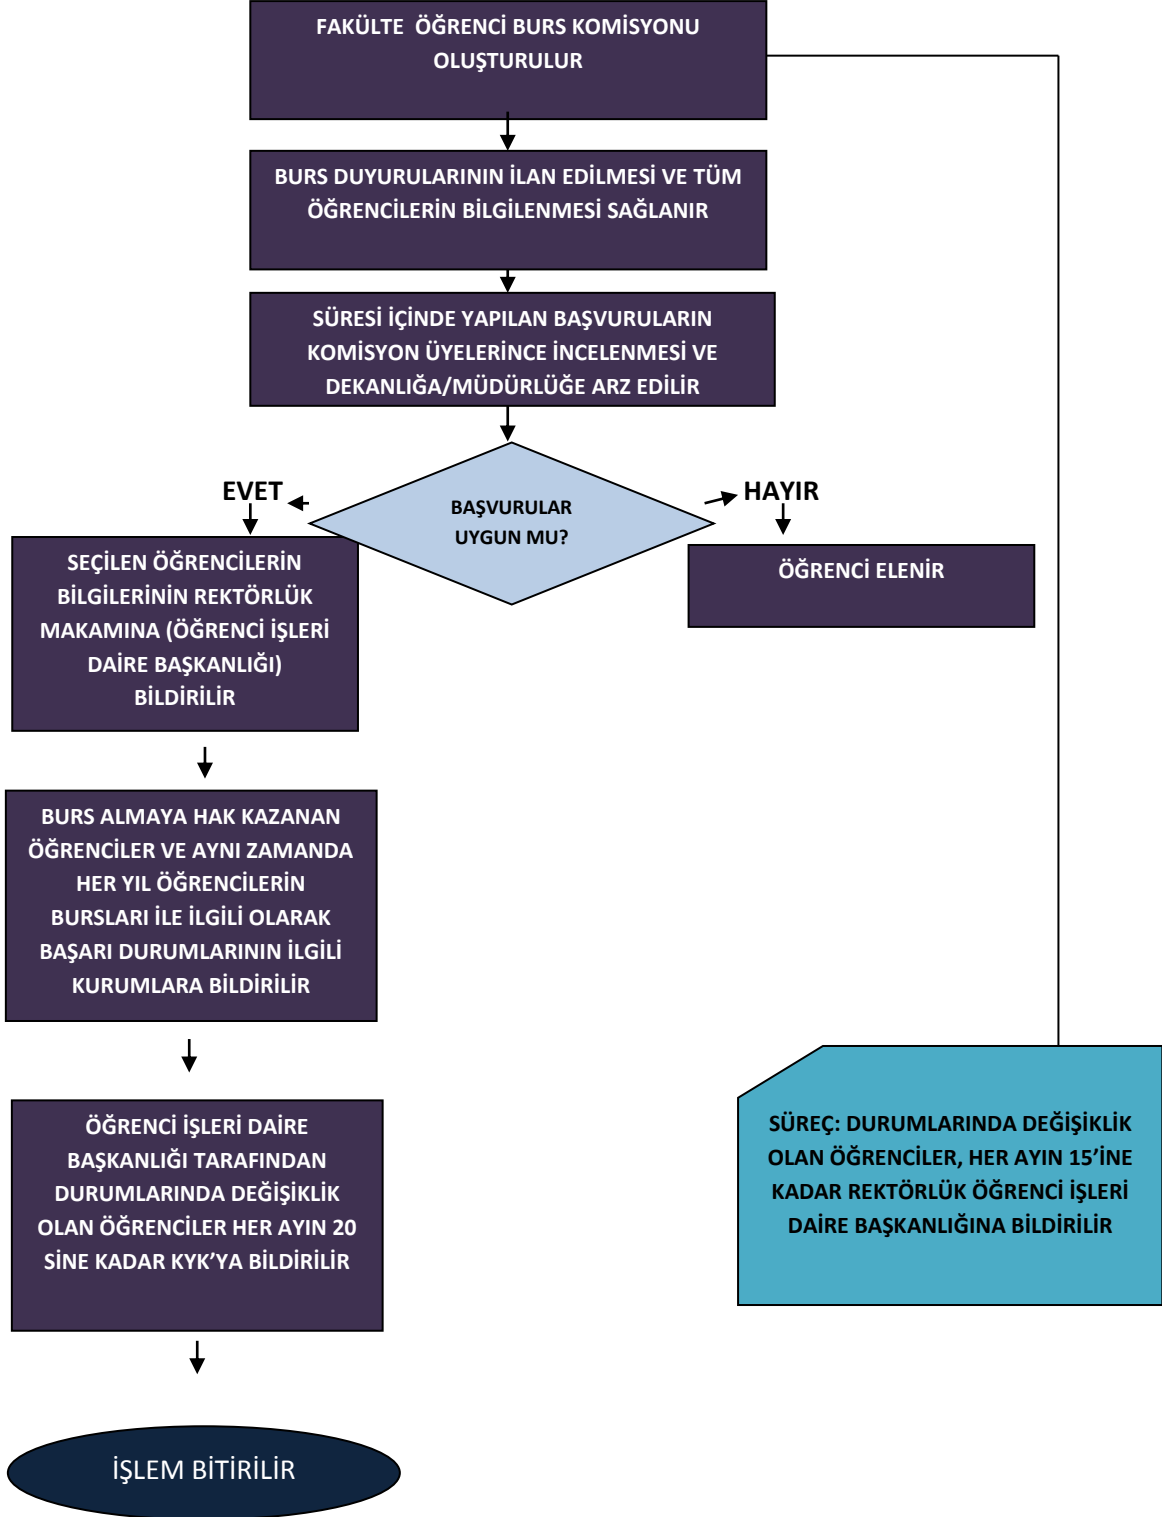 FAKÜLTE ÖĞRENCİ BURS KOMİSYONU
OLUŞTURULUR
BURS DUYURULARININ İLAN EDİLMESİ VE TÜM
ÖĞRENCİLERİN BİLGİLENMESİ SAĞLANIR
SÜRESİ İÇİNDE YAPILAN BAŞVURULARIN
KOMİSYON ÜYELERİNCE İNCELENMESİ VE
DEKANLIĞA/MÜDÜRLÜĞE ARZ EDİLİR
BAŞVURULAR
UYGUN MU?
EVET
HAYIR
SEÇİLEN ÖĞRENCİLERİN
BİLGİLERİNİN REKTÖRLÜK
MAKAMINA (ÖĞRENCİ İŞLERİ
DAİRE BAŞKANLIĞI)
BİLDİRİLİR
ÖĞRENCİ ELENİR
BURS ALMAYA HAK KAZANAN
ÖĞRENCİLER VE AYNI ZAMANDA
HER YIL ÖĞRENCİLERİN
BURSLARI İLE İLGİLİ OLARAK
BAŞARI DURUMLARININ İLGİLİ
KURUMLARA BİLDİRİLİR
ÖĞRENCİ İŞLERİ DAİRE
BAŞKANLIĞI TARAFINDAN
DURUMLARINDA DEĞİŞİKLİK
OLAN ÖĞRENCİLER HER AYIN 20
SİNE KADAR KYK’YA BİLDİRİLİR
SÜREÇ: DURUMLARINDA DEĞİŞİKLİK
OLAN ÖĞRENCİLER, HER AYIN 15’İNE
KADAR REKTÖRLÜK ÖĞRENCİ İŞLERİ
DAİRE BAŞKANLIĞINA BİLDİRİLİR
İŞLEM BİTİRİLİR